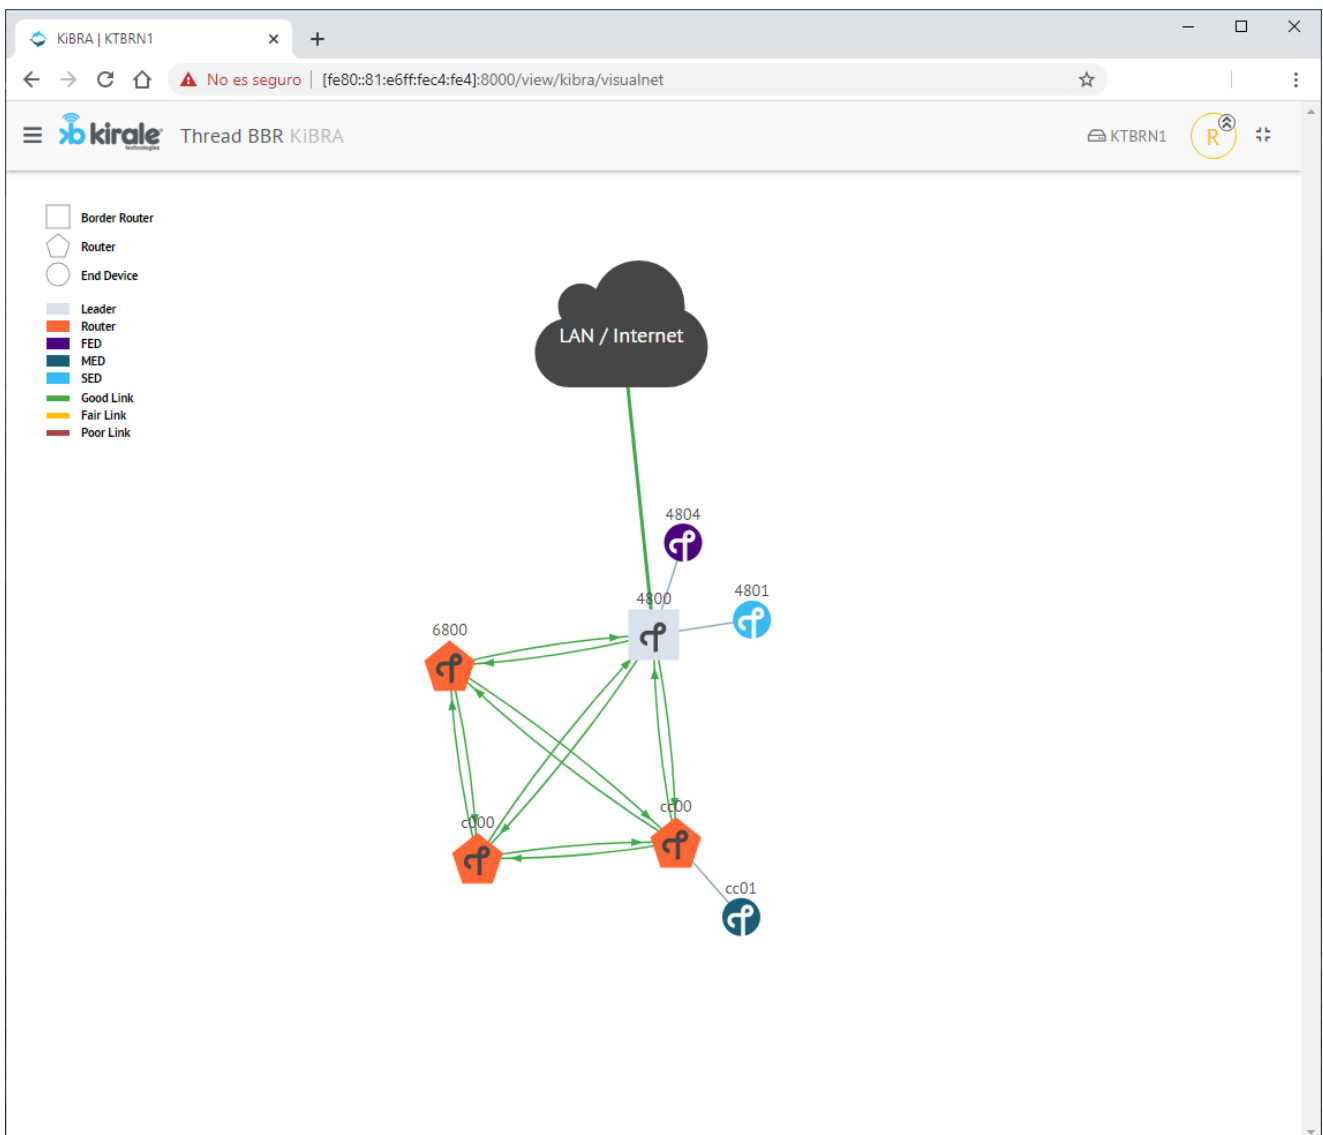 KiBRA | KTBRN1
No es seguro | [fe80::81:e6ff:fec4:fe4]:8000/view/kibra/visualnet
kb kirale technologies Thread BBR KiBRA KTBRN1 R
Border Router
Router
End Device
Leader
Router
FED
MED
SED
Good Link
Fair Link
Poor Link
LAN / Internet
4804
4801
4800
6800
cc00
c000
cc01